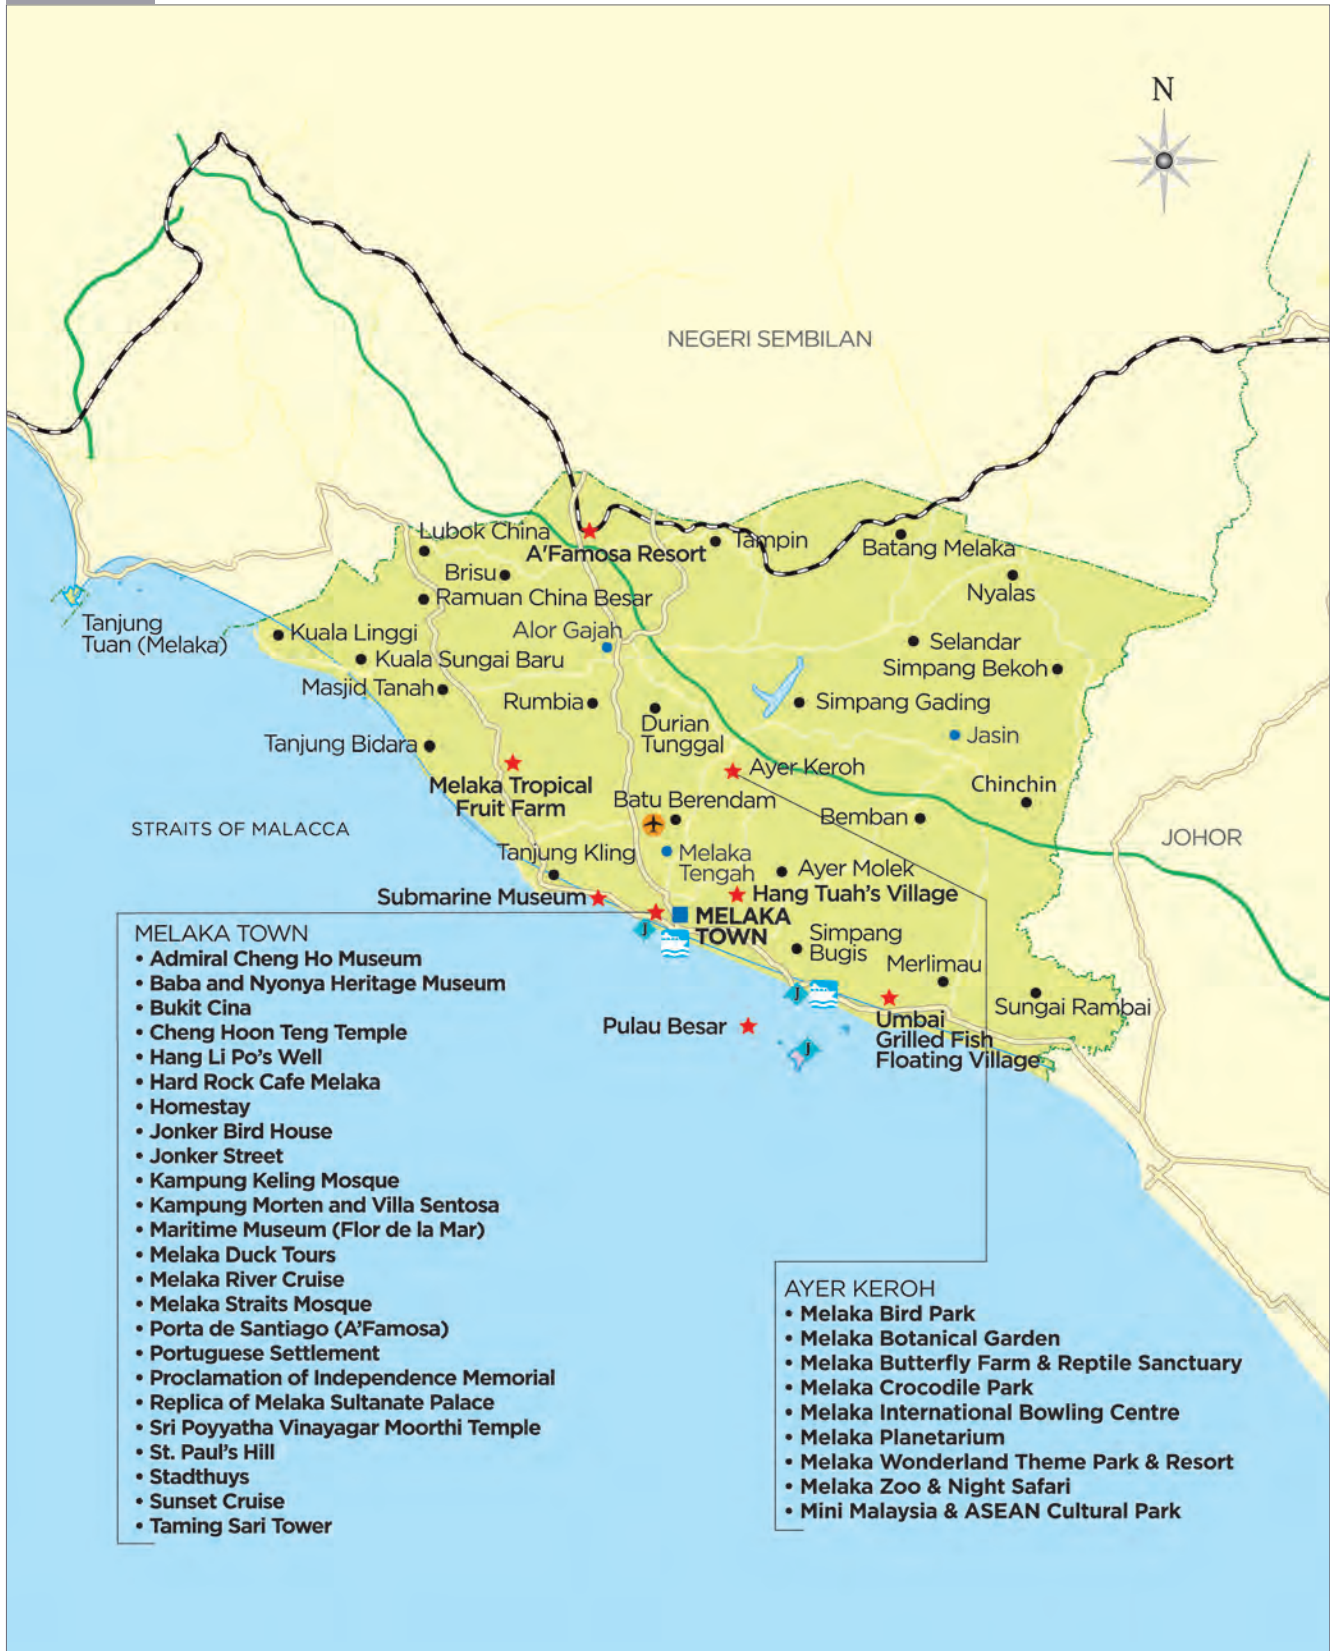 N
NEGERI SEMBILAN
Lubok China
A'Famosa Resort
Tampin
Batang Melaka
Brisu
Nyalas
Ramuan China Besar
Tanjung
Tuan (Melaka)
Kuala Linggi
Alor Gajah
Selandar
Kuala Sungai Baru
Simpang Bekoh
Masjid Tanah
Rumbia
Durian
Tunggal
Simpang Gading
Jasin
Tanjung Bidara
Ayer Keroh
Melaka Tropical
Fruit Farm
Chinchin
Batu Berendam
Bemban
STRAITS OF MALACCA
JOHOR
Tanjung Kling
Melaka
Tengah
Ayer Molek
Submarine Museum
Hang Tuah's Village
MELAKA
TOWN
J
Simpang
Bugis
Merlimau
J
Sungai Rambai
Pulau Besar
Umbai
Grilled Fish
Floating Village
J
MELAKA TOWN
• Admiral Cheng Ho Museum
• Baba and Nyonya Heritage Museum
• Bukit Cina
• Cheng Hoon Teng Temple
• Hang Li Po's Well
• Hard Rock Cafe Melaka
• Homestay
• Jonker Bird House
• Jonker Street
• Kampung Keling Mosque
• Kampung Morten and Villa Sentosa
• Maritime Museum (Flor de la Mar)
• Melaka Duck Tours
• Melaka River Cruise
• Melaka Straits Mosque
• Porta de Santiago (A'Famosa)
• Portuguese Settlement
• Proclamation of Independence Memorial
• Replica of Melaka Sultanate Palace
• Sri Poyyatha Vinayagar Moorthi Temple
• St. Paul's Hill
• Stadthuys
• Sunset Cruise
• Taming Sari Tower
AYER KEROH
• Melaka Bird Park
• Melaka Botanical Garden
• Melaka Butterfly Farm & Reptile Sanctuary
• Melaka Crocodile Park
• Melaka International Bowling Centre
• Melaka Planetarium
• Melaka Wonderland Theme Park & Resort
• Melaka Zoo & Night Safari
• Mini Malaysia & ASEAN Cultural Park